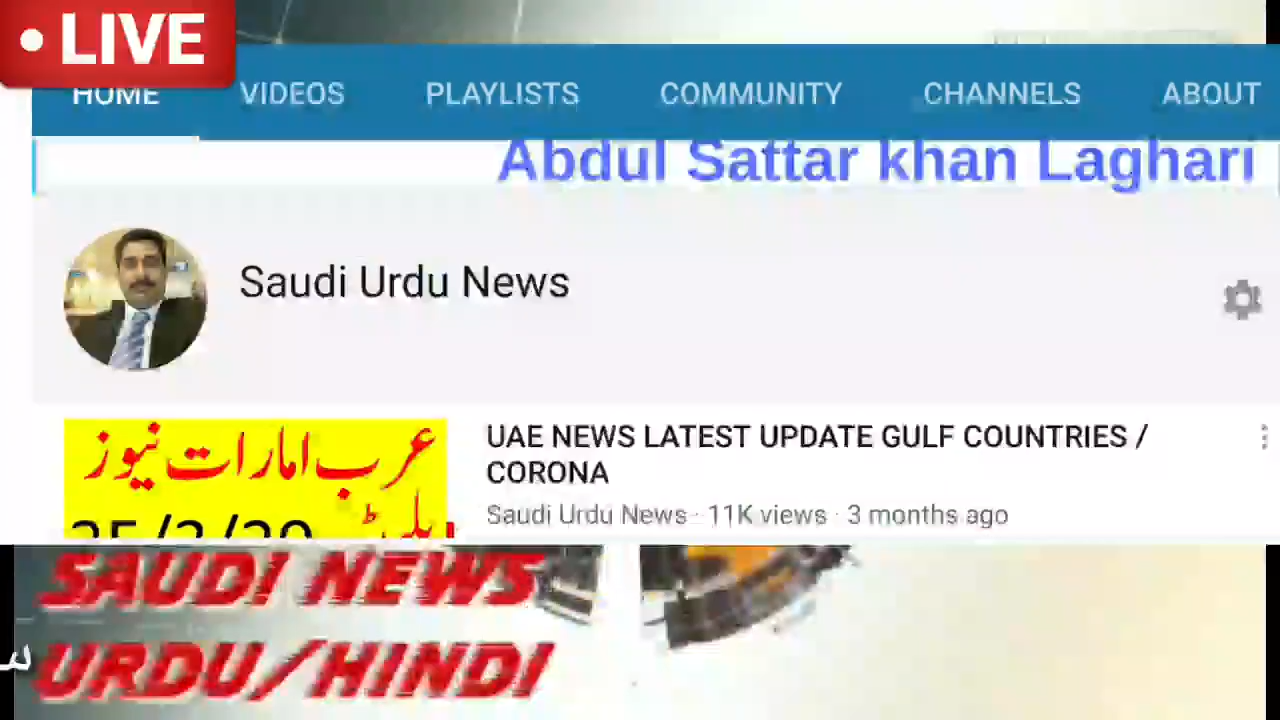 LIVE
HOME VIDEOS PLAYLISTS COMMUNITY CHANNELS ABOUT
Abdul Sattar khan Laghari
Saudi Urdu News
عرب امارات نیوز
UAE NEWS LATEST UPDATE GULF COUNTRIES /
CORONA
Saudi Urdu News · 11K views · 3 months ago
SAUDI NEWS
URDU/HINDI